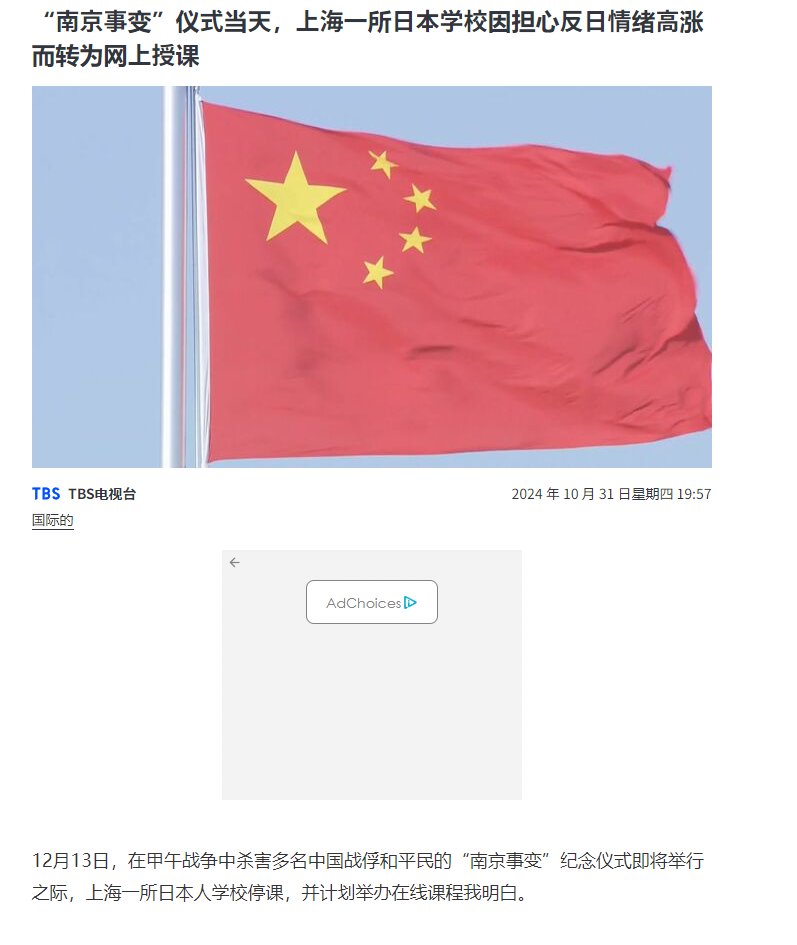 “南京事变”仪式当天，上海一所日本学校因担心反日情绪高涨
而转为网上授课
TBS TBS电视台
2024 年 10 月 31 日星期四 19:57
国际的
AdChoices
12月13日，在甲午战争中杀害多名中国战俘和平民的“南京事变”纪念仪式即将举行
之际，上海一所日本人学校停课，并计划举办在线课程我明白。